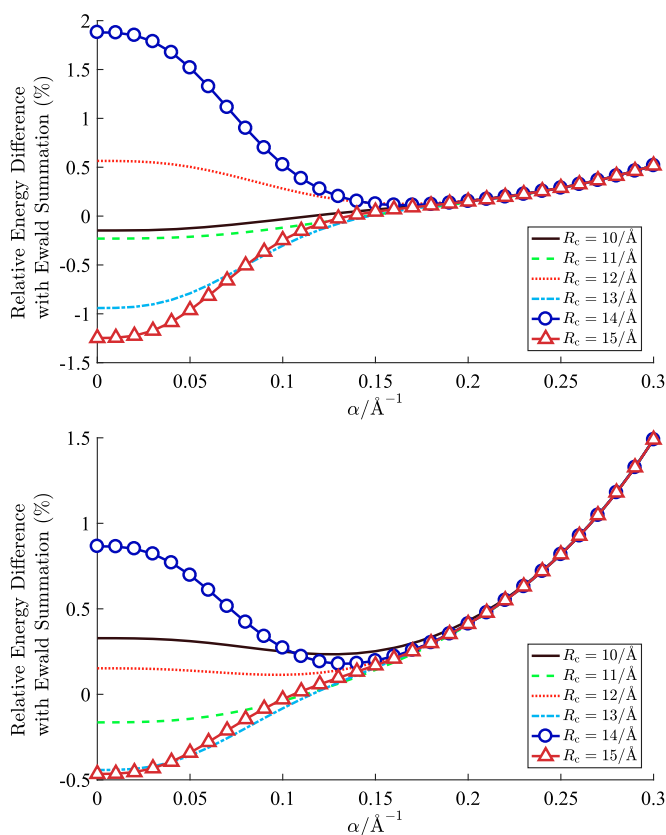 Relative Energy Difference
with Ewald Summation (%)
2
1.5
1
0.5
0
-0.5
-1
-1.5
0
0.05
0.1
0.15
0.2
0.25
0.3
α/Å⁻¹
R_c = 10/Å
R_c = 11/Å
R_c = 12/Å
R_c = 13/Å
R_c = 14/Å
R_c = 15/Å
Relative Energy Difference
with Ewald Summation (%)
1.5
1
0.5
0
-0.5
0
0.05
0.1
0.15
0.2
0.25
0.3
α/Å⁻¹
R_c = 10/Å
R_c = 11/Å
R_c = 12/Å
R_c = 13/Å
R_c = 14/Å
R_c = 15/Å